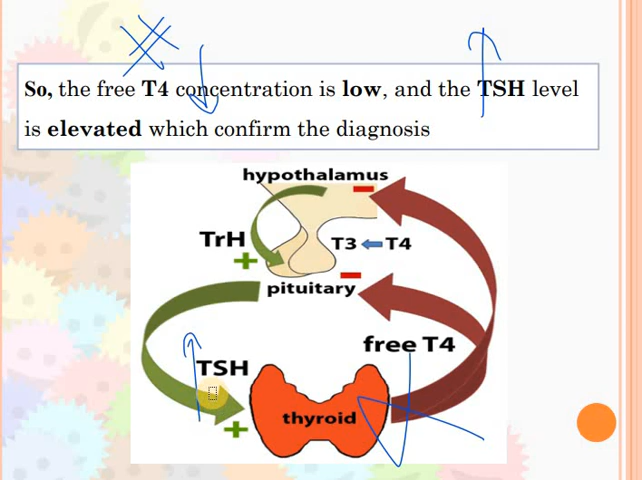 So, the free T4 concentration is low, and the TSH level
is elevated which confirm the diagnosis
hypothalamus
TrH
T3
T4
+
pituitary
free T4
TSH
thyroid
+